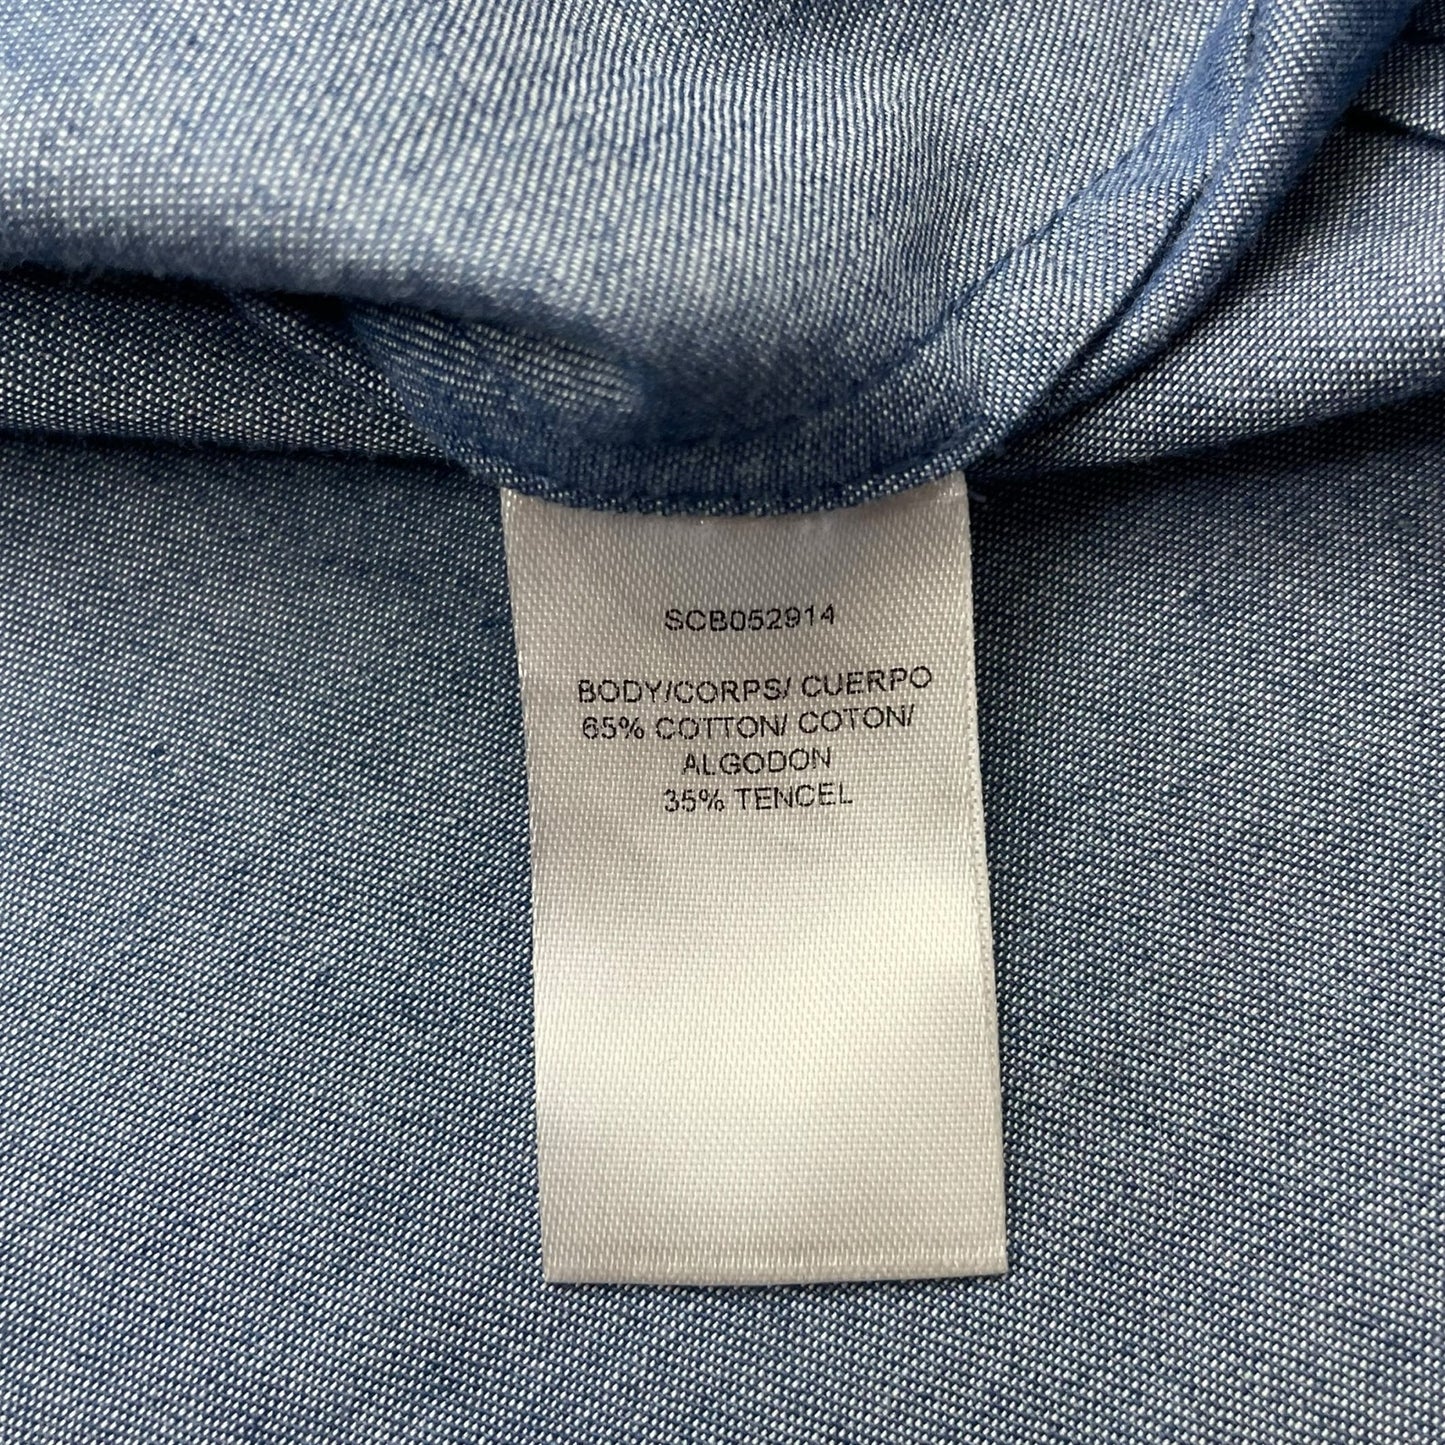 SCB052914
BODY/CORPS/ CUERPO
65% COTTON/ COTON/
ALGODON
35% TENCEL